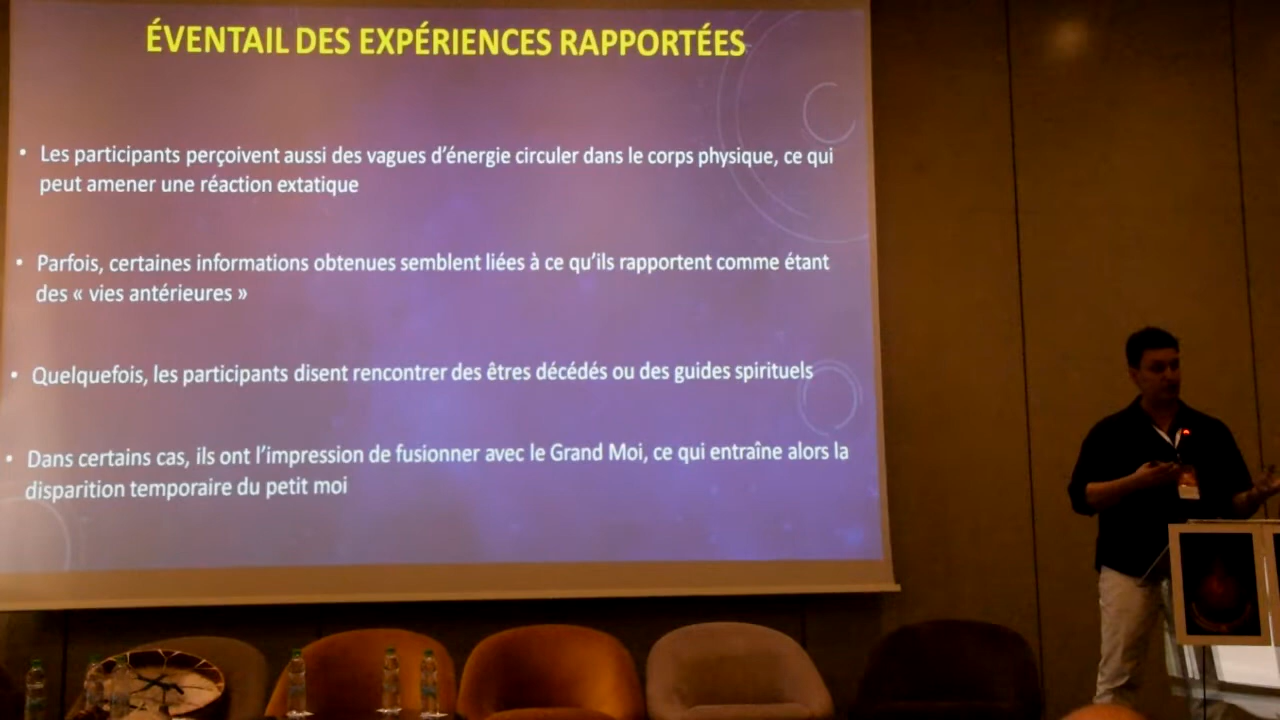 ÉVENTAIL DES EXPÉRIENCES RAPPORTÉES
• Les participants perçoivent aussi des vagues d'énergie circuler dans le corps physique, ce qui
peut amener une réaction extatique
• Parfois, certaines informations obtenues semblent liées à ce qu'ils rapportent comme étant
des « vies antérieures »
• Quelquefois, les participants disent rencontrer des êtres décédés ou des guides spirituels
• Dans certains cas, ils ont l'impression de fusionner avec le Grand Moi, ce qui entraîne alors la
disparition temporaire du petit moi